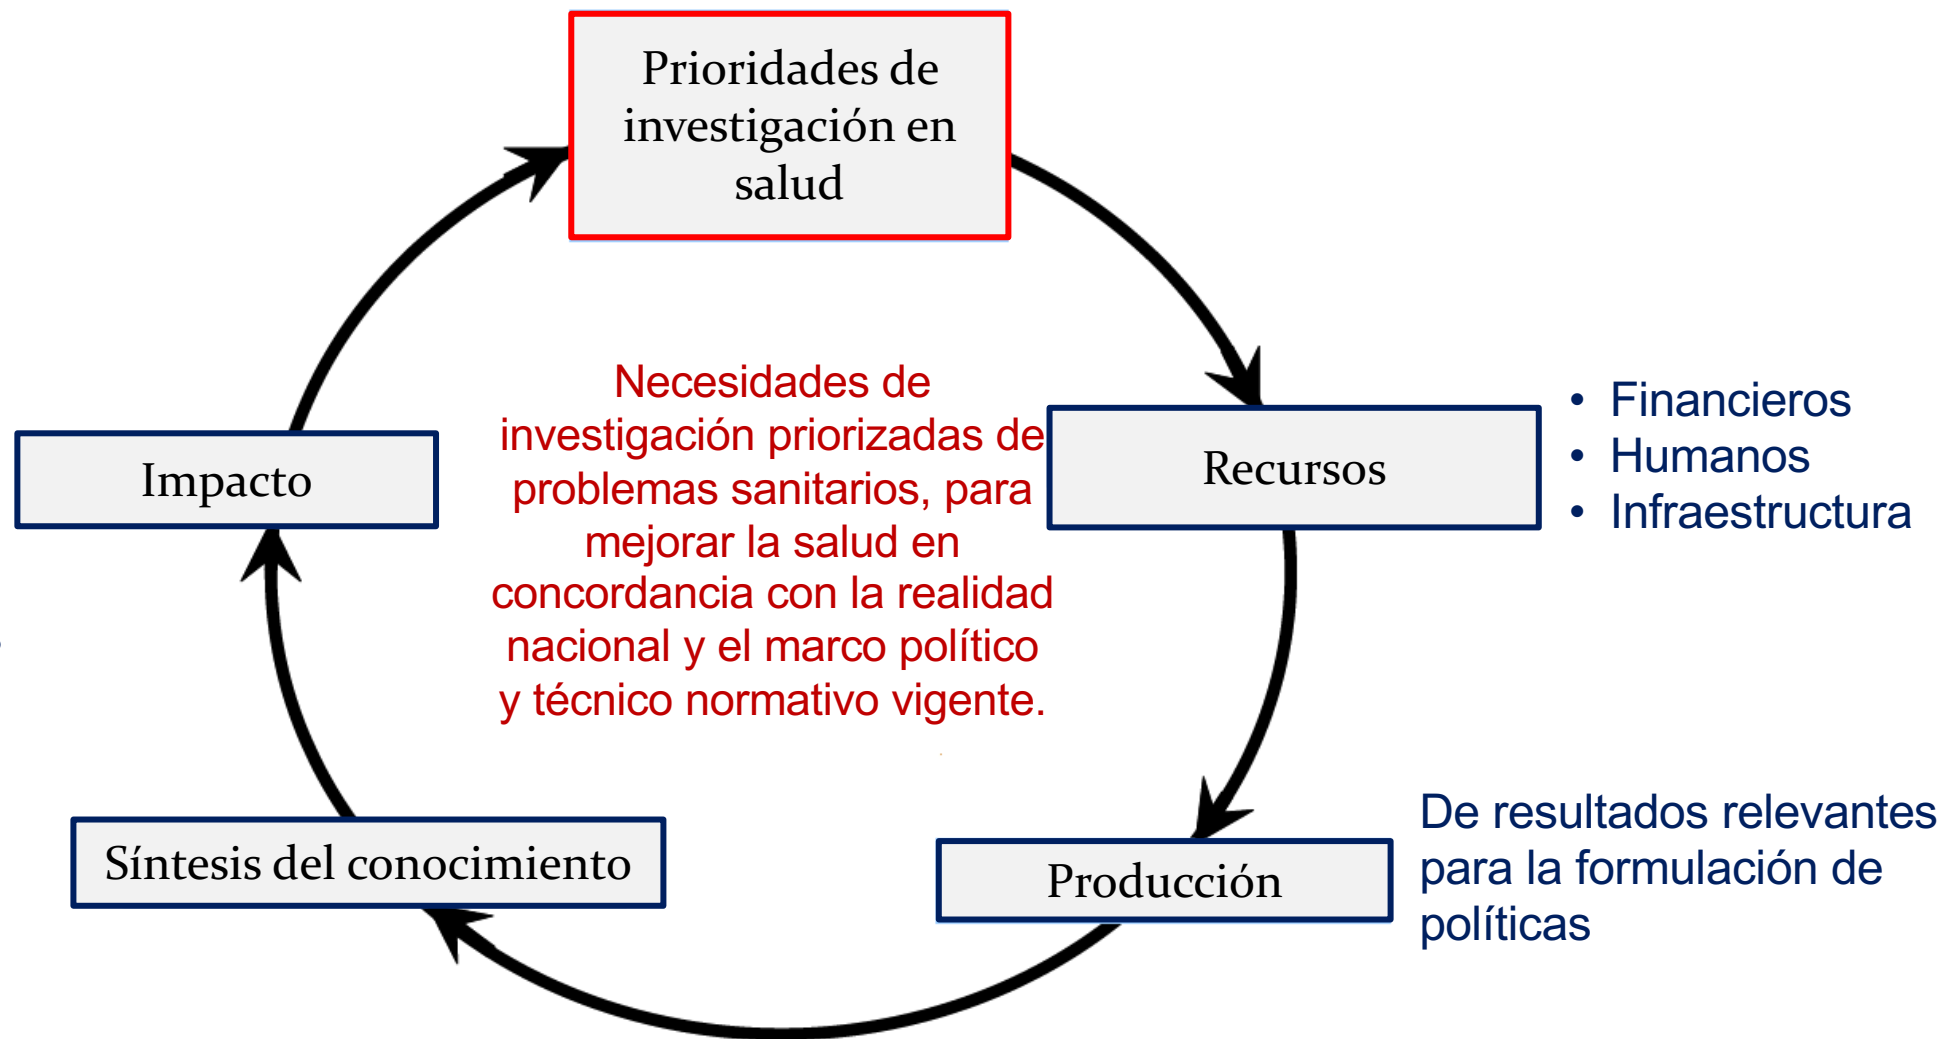 Prioridades de
investigación en
salud
Necesidades de
investigación priorizadas de
problemas sanitarios, para
mejorar la salud en
concordancia con la realidad
nacional y el marco político
y técnico normativo vigente.
Impacto
Recursos
• Financieros
• Humanos
• Infraestructura
Síntesis del conocimiento
Producción
De resultados relevantes
para la formulación de
políticas